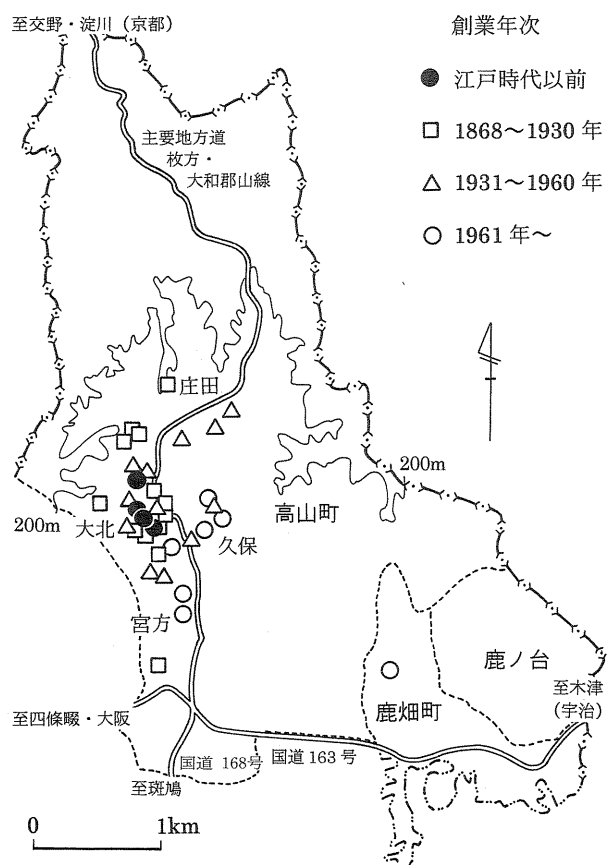 至交野・淀川（京都）
創業年次
江戸時代以前
1868〜1930 年
1931〜1960 年
1961 年〜
主要地方道
枚方・
大和郡山線
庄田
200m
高山町
200m
大北
久保
宮方
鹿ノ台
鹿畑町
至木津
（宇治）
至四條畷・大阪
国道 168号
国道 163 号
至斑鳩
0
1km